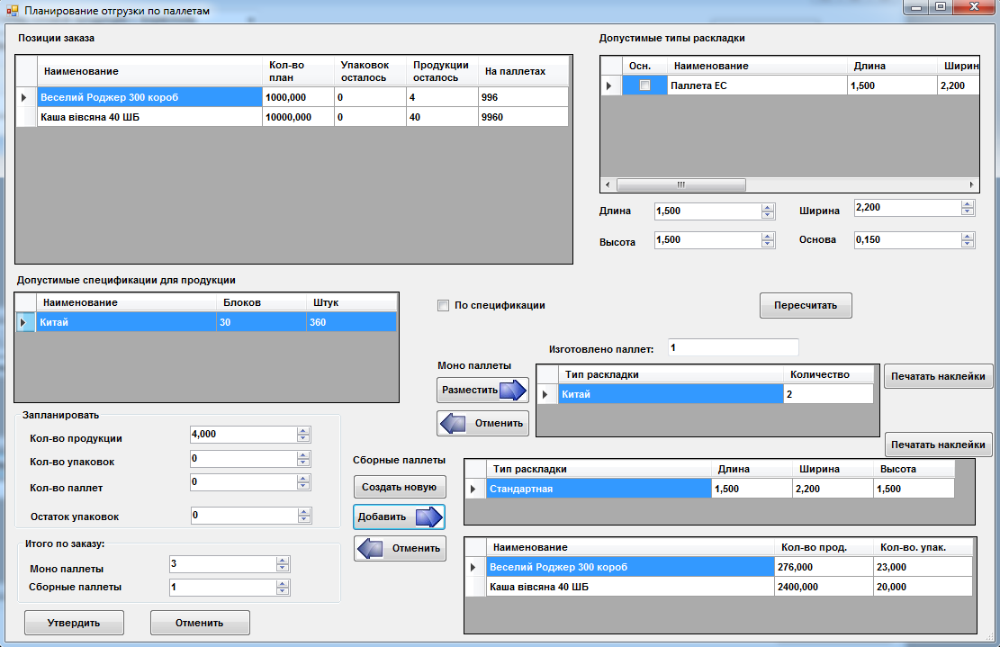 Планирование отгрузки по паллетам
Позиции заказа
Наименование Кол-во план Упаковок осталось Продукции осталось На паллетах
Веселий Роджер 300 короб 1000,000 0 4 996
Каша вівсяна 40 ШБ 10000,000 0 40 9960
Допустимые типы раскладки
Осн. Наименование Длина Ширин
Паллета ЕС 1,500 2,200
Длина 1,500 Ширина 2,200
Высота 1,500 Основа 0,150
Допустимые спецификации для продукции
Наименование Блоков Штук
Китай 30 360
По спецификации
Пересчитать
Изготовлено паллет: 1
Моно паллеты
Разместить
Отменить
Тип раскладки Количество
Китай 2
Печатать наклейки
Печатать наклейки
Запланировать
Кол-во продукции 4,000
Кол-во упаковок 0
Кол-во паллет 0
Остаток упаковок 0
Сборные паллеты
Создать новую
Добавить
Отменить
Тип раскладки Длина Ширина Высота
Стандартная 1,500 2,200 1,500
Наименование Кол-во прод. Кол-во. упак.
Веселий Роджер 300 короб 276,000 23,000
Каша вівсяна 40 ШБ 2400,000 20,000
Итого по заказу:
Моно паллеты 3
Сборные паллеты 1
Утвердить Отменить